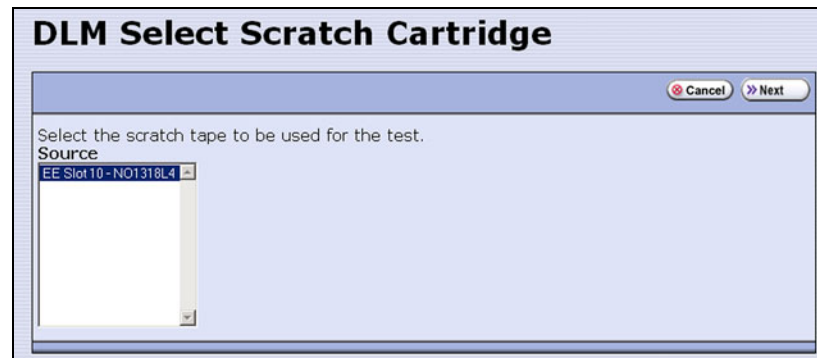 DLM Select Scratch Cartridge
Cancel Next
Select the scratch tape to be used for the test.
Source
EE Slot 10 - NO1318L4